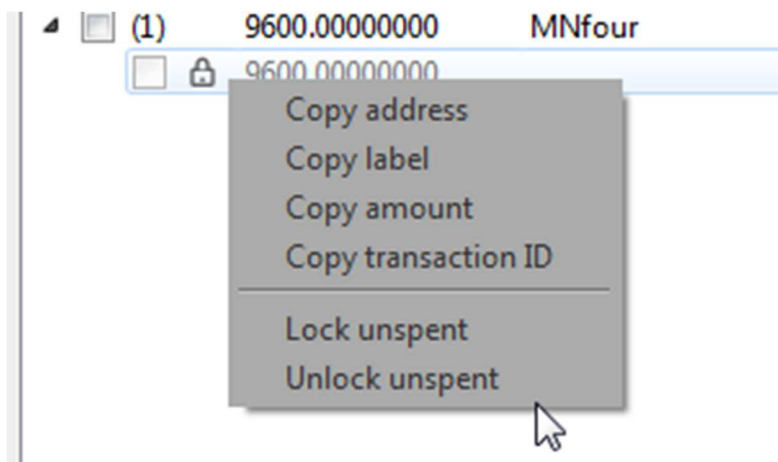 (1) 9600.00000000 MNfour
9600.00000000
Copy address
Copy label
Copy amount
Copy transaction ID
Lock unspent
Unlock unspent